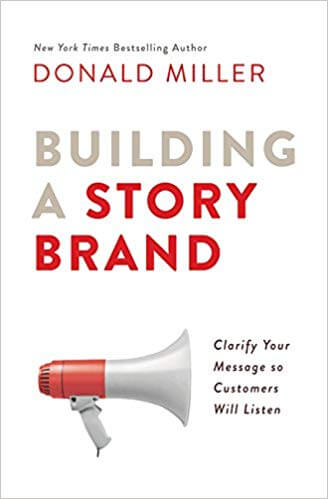 New York Times Bestselling Author
DONALD MILLER
BUILDING
A STORY
BRAND
Clarify Your
Message so
Customers
Will Listen